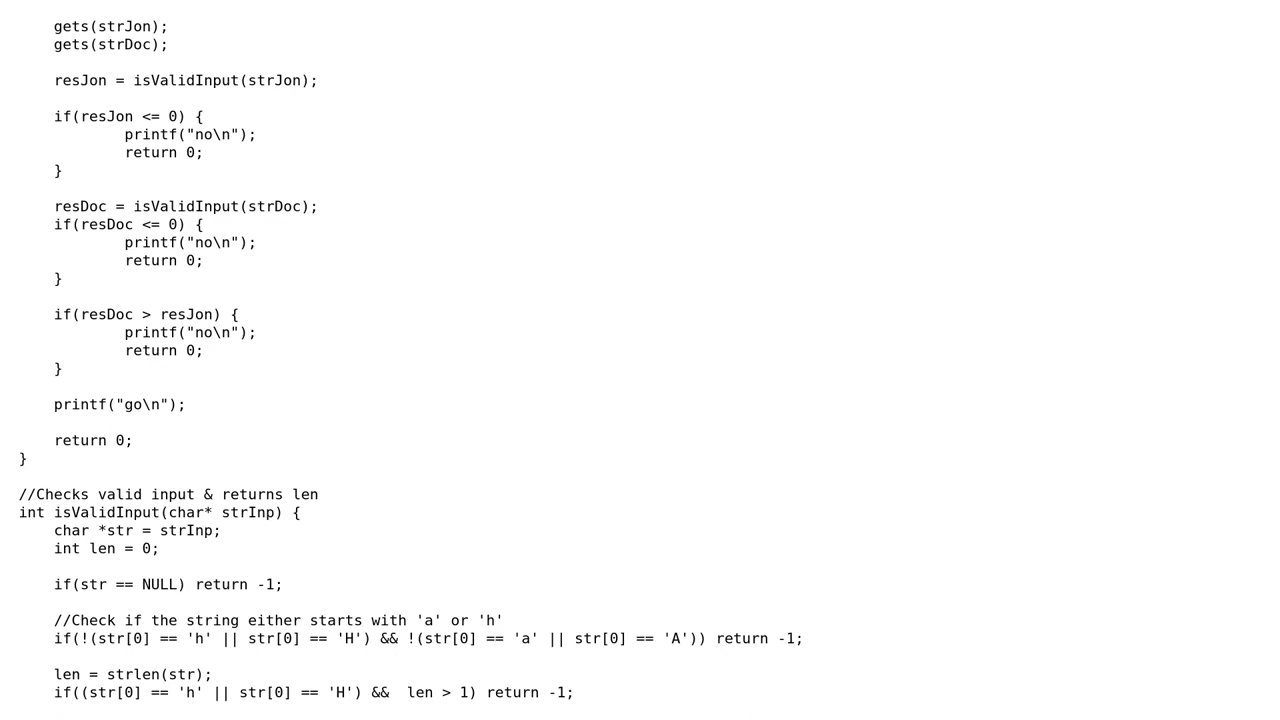 gets(strJon);
gets(strDoc);
resJon = isValidInput(strJon);
if(resJon <= 0) {
printf("no\n");
return 0;
}
resDoc = isValidInput(strDoc);
if(resDoc <= 0) {
printf("no\n");
return 0;
}
if(resDoc > resJon) {
printf("no\n");
return 0;
}
printf("go\n");
return 0;
}
//Checks valid input & returns len
int isValidInput(char* strInp) {
char *str = strInp;
int len = 0;
if(str == NULL) return -1;
//Check if the string either starts with 'a' or 'h'
if(!(str[0] == 'h' || str[0] == 'H') && !(str[0] == 'a' || str[0] == 'A')) return -1;
len = strlen(str);
if((str[0] == 'h' || str[0] == 'H') &&  len > 1) return -1;